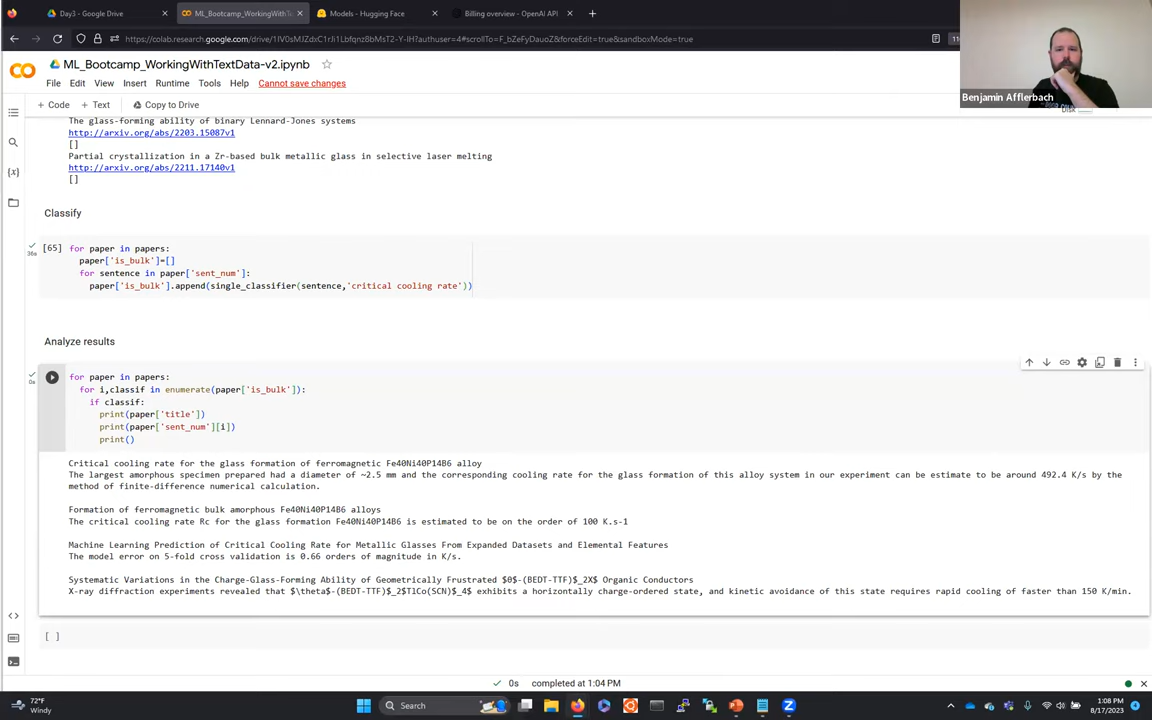 Day3 - Google Drive
ML_Bootcamp_WorkingWithT
Models - Hugging Face
Billing overview - OpenAI API
ML_Bootcamp_WorkingWithTextData-v2.ipynb
File Edit View Insert Runtime Tools Help Cannot save changes
+ Code + Text Copy to Drive
Benjamin Afflerbach
The glass-forming ability of binary Lennard-Jones systems
http://arxiv.org/abs/2203.15087v1
[]
Partial crystallization in a Zr-based bulk metallic glass in selective laser melting
http://arxiv.org/abs/2211.17140v1
[]
Classify
[65] for paper in papers:
36s
paper['is_bulk']=[]
for sentence in paper['sent_num']:
paper['is_bulk'].append(single_classifier(sentence,'critical cooling rate'))
Analyze results
0s
for paper in papers:
for i,classif in enumerate(paper['is_bulk']):
if classif:
print(paper['title'])
print(paper['sent_num'][i])
print()
Critical cooling rate for the glass formation of ferromagnetic Fe40Ni40P14B6 alloy
The largest amorphous specimen prepared had a diameter of ~2.5 mm and the corresponding cooling rate for the glass formation of this alloy system in our experiment can be estimate to be around 492.4 K/s by the
method of finite-difference numerical calculation.
Formation of ferromagnetic bulk amorphous Fe40Ni40P14B6 alloys
The critical cooling rate Rc for the glass formation Fe40Ni40P14B6 is estimated to be on the order of 100 K.s-1
Machine Learning Prediction of Critical Cooling Rate for Metallic Glasses From Expanded Datasets and Elemental Features
The model error on 5-fold cross validation is 0.66 orders of magnitude in K/s.
Systematic Variations in the Charge-Glass-Forming Ability of Geometrically Frustrated $θ$-(BEDT-TTF)$_2X$ Organic Conductors
X-ray diffraction experiments revealed that $\theta$-(BEDT-TTF)$_2$TlCo(SCN)$_4$ exhibits a horizontally charge-ordered state, and kinetic avoidance of this state requires rapid cooling of faster than 150 K/min.
[ ]
0s completed at 1:04 PM
72°F
Windy
Search
1:08 PM
8/17/2023